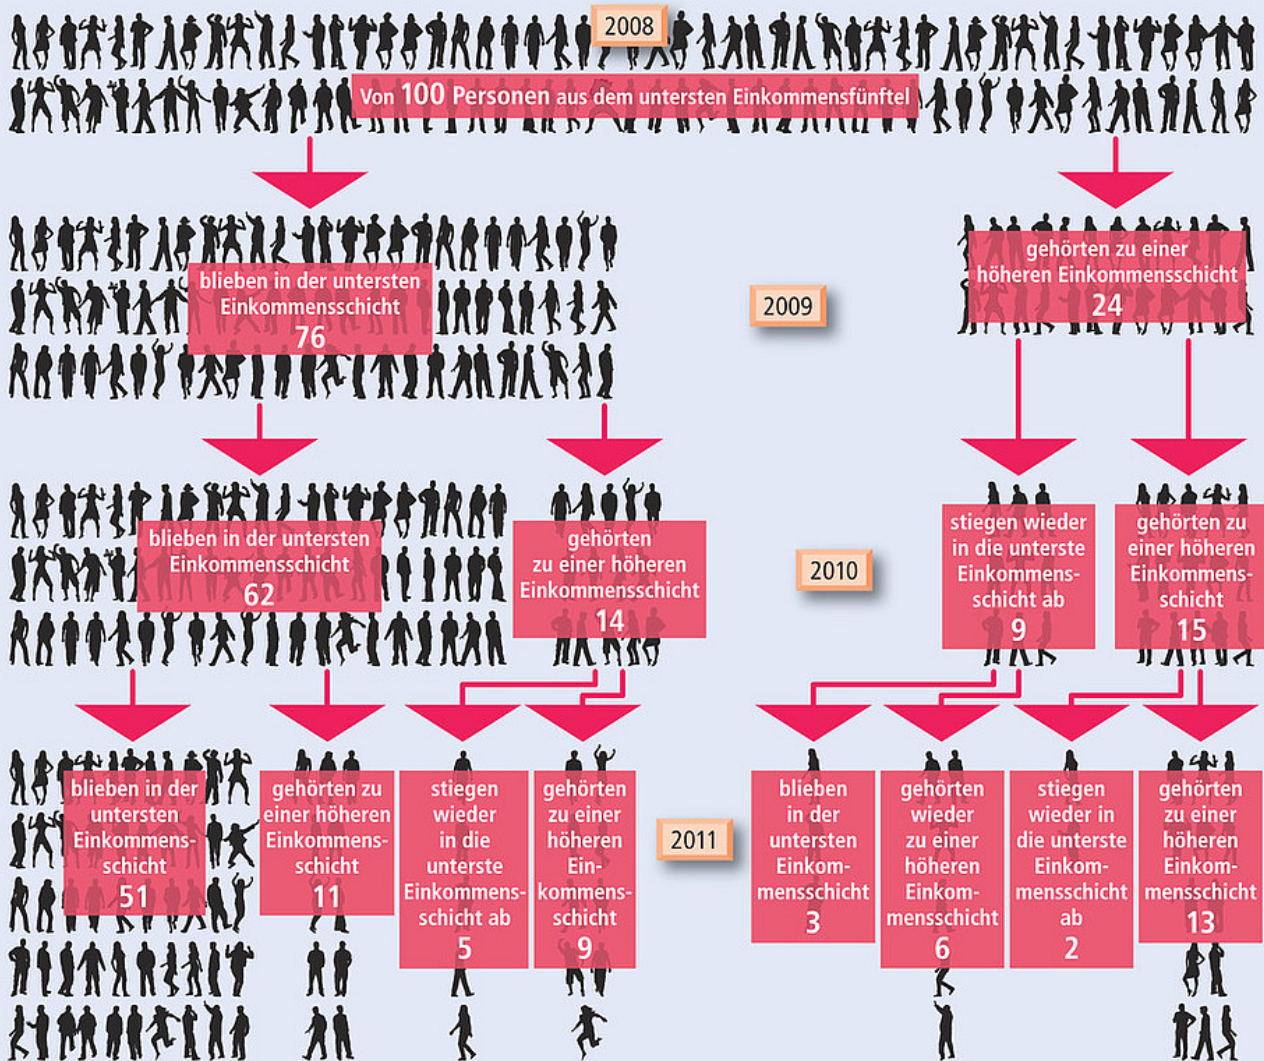 2008
Von 100 Personen aus dem untersten Einkommensfünftel
blieben in der untersten
Einkommensschicht
76
2009
gehörten zu einer
höheren Einkommensschicht
24
blieben in der untersten
Einkommensschicht
62
gehörten
zu einer höheren
Einkommensschicht
14
2010
stiegen wieder
in die unterste
Einkommens-
schicht ab
9
gehörten zu
einer höheren
Einkommens-
schicht
15
blieben in der
untersten
Einkommens-
schicht
51
gehörten zu
einer höheren
Einkommens-
schicht
11
stiegen
wieder
in die
unterste
Einkommens-
schicht ab
5
gehörten
zu einer
höheren
Ein-
kommens-
schicht
9
2011
blieben
in der
untersten
Einkom-
mensschicht
3
gehörten
wieder
zu einer
höheren
Einkom-
mensschicht
6
stiegen
wieder in
die unterste
Einkom-
mensschicht
ab
2
gehörten
zu einer
höheren
Einkom-
mensschicht
13